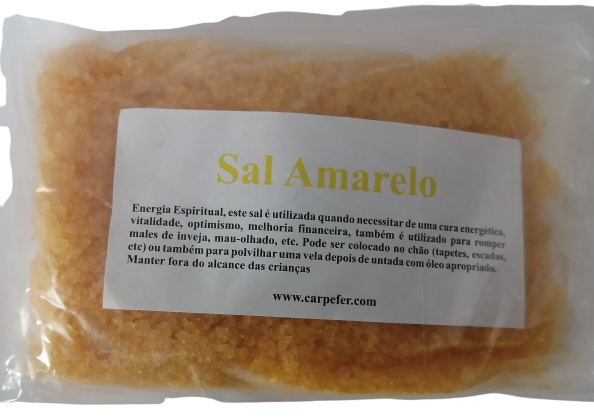 Sal Amarelo
Energia Espiritual, este sal é utilizada quando necessitar de uma cura energética,
vitalidade, optimismo, melhoria financeira, também é utilizado para romper
males de inveja, mau-olhado, etc. Pode ser colocado no chão (tapetes, escadas,
etc) ou também para polvilhar uma vela depois de untada com óleo apropriado.
Manter fora do alcance das crianças
www.carpefer.com